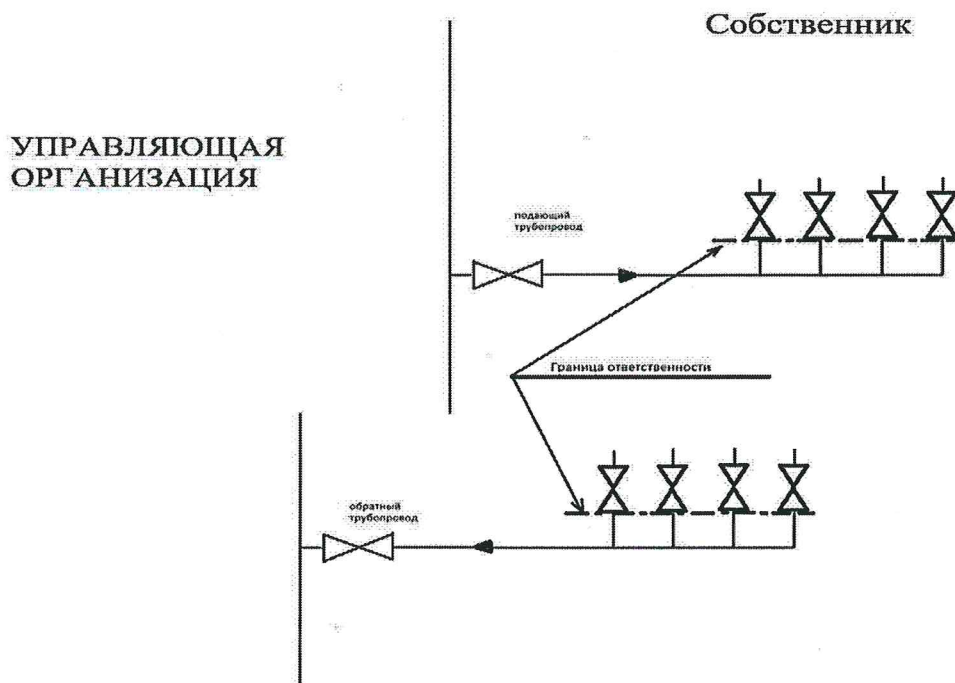 Собственник
УПРАВЛЯЮЩАЯ
ОРГАНИЗАЦИЯ
подающий
трубопровод
Граница ответственности
обратный
трубопровод